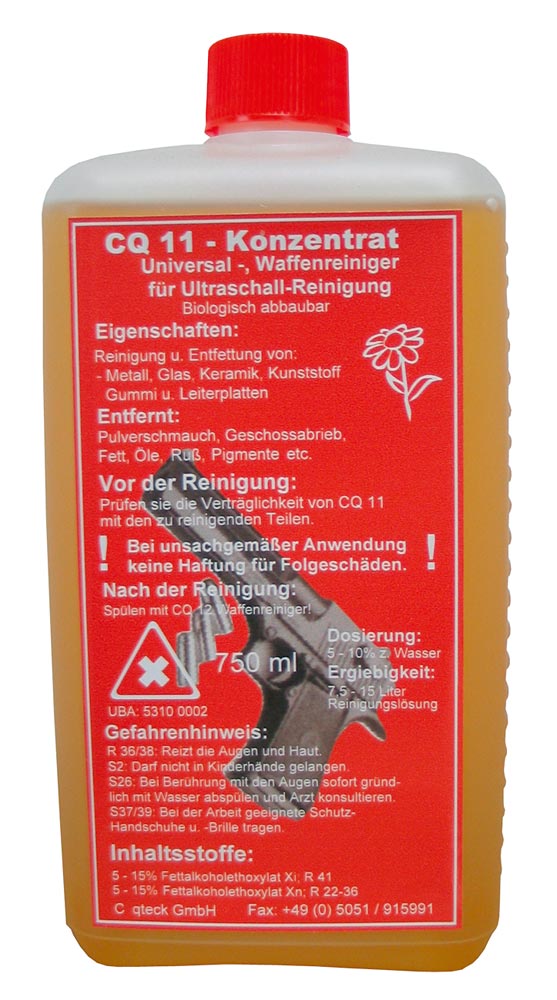 CQ 11 - Konzentrat
Universal -, Waffenreiniger
für Ultraschall-Reinigung
Biologisch abbaubar
Eigenschaften:
Reinigung u. Entfettung von:
- Metall, Glas, Keramik, Kunststoff
Gummi u. Leiterplatten
Entfernt:
Pulverschmauch, Geschossabrieb,
Fett, Öle, Ruß, Pigmente etc.
Vor der Reinigung:
Prüfen sie die Verträglichkeit von CQ 11
mit den zu reinigenden Teilen.
! Bei unsachgemäßer Anwendung !
keine Haftung für Folgeschäden.
Nach der Reinigung:
Spülen mit CQ 12 Waffenreiniger!
750 ml
Dosierung:
5 - 10% z. Wasser
Ergiebigkeit:
7,5 - 15 Liter
Reinigungslösung
UBA: 5310 0002
Gefahrenhinweis:
R 36/38: Reizt die Augen und Haut.
S2: Darf nicht in Kinderhände gelangen.
S26: Bei Berührung mit den Augen sofort gründ-
lich mit Wasser abspülen und Arzt konsultieren.
S37/39: Bei der Arbeit geeignete Schutz-
Handschuhe u. -Brille tragen.
Inhaltsstoffe:
5 - 15% Fettalkoholethoxylat Xi; R 41
5 - 15% Fettalkoholethoxylat Xn; R 22-36
C qteck GmbH Fax: +49 (0) 5051 / 915991